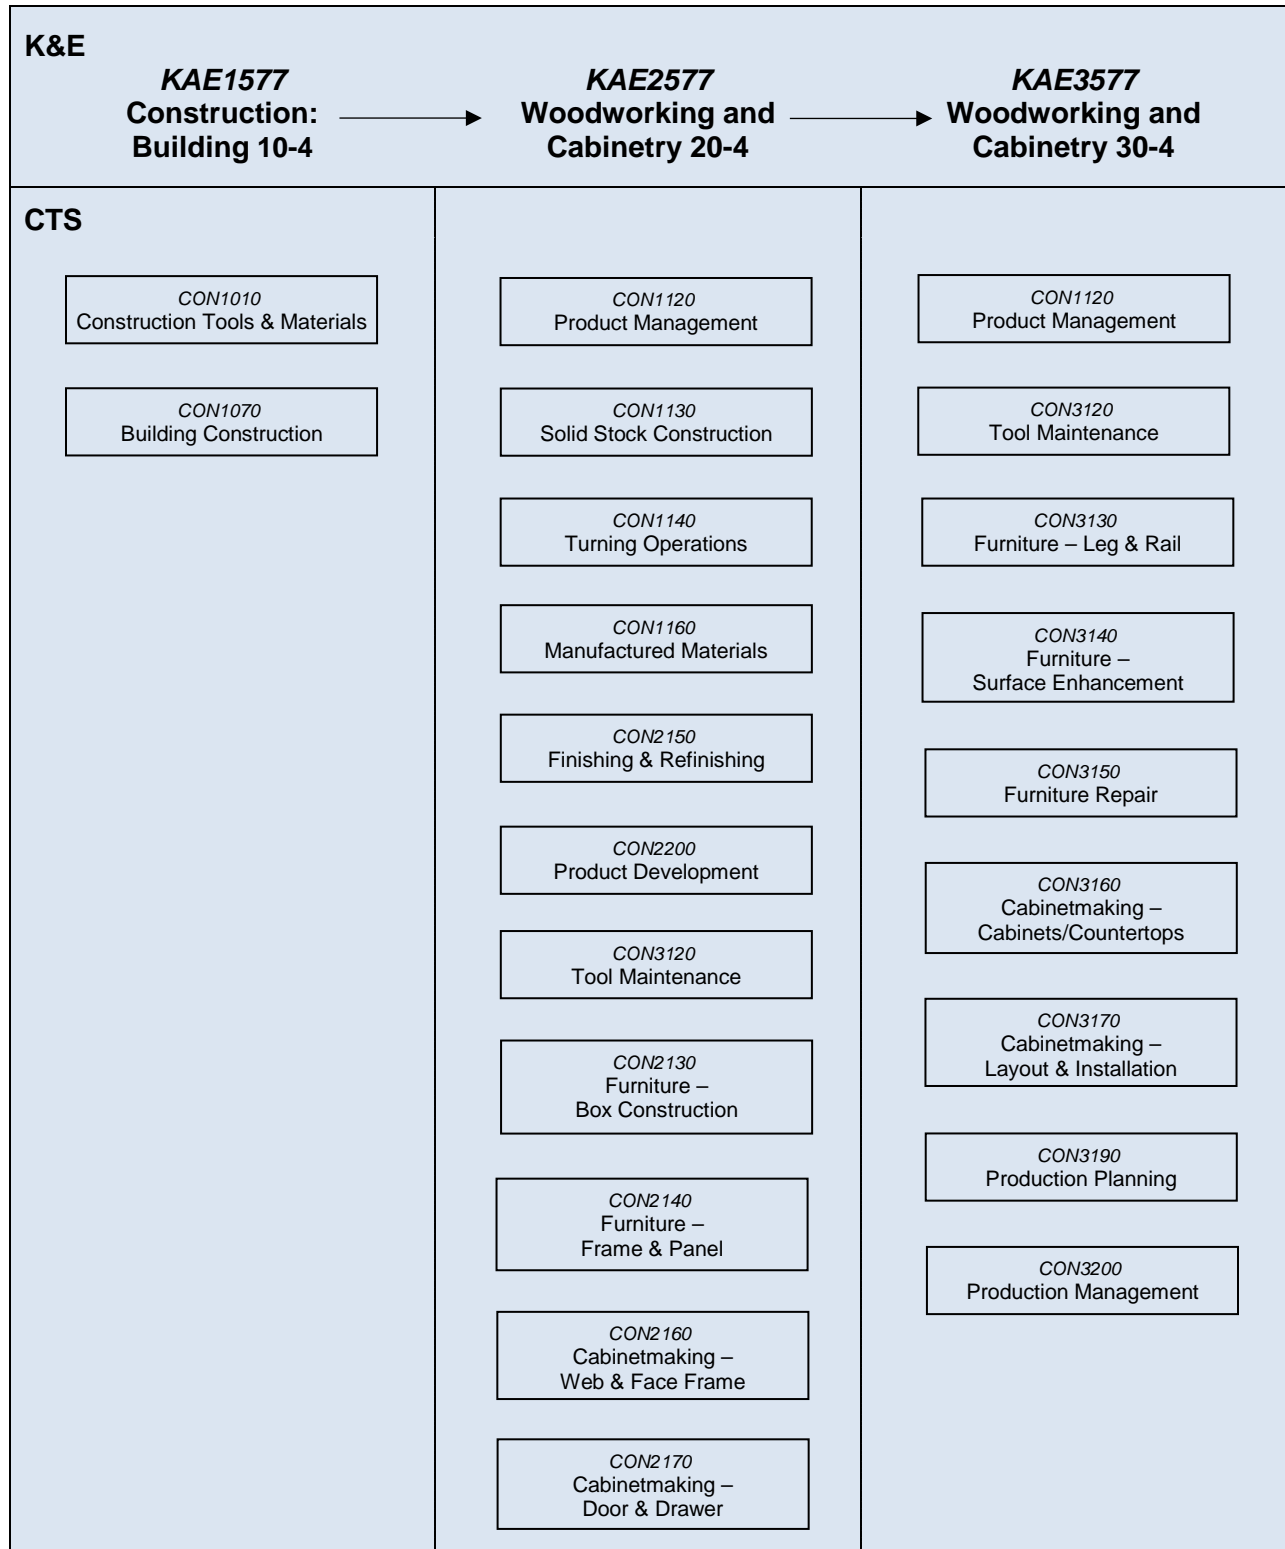 K&E
KAE1577
Construction:
Building 10-4
KAE2577
Woodworking and
Cabinetry 20-4
KAE3577
Woodworking and
Cabinetry 30-4
CTS
CON1010
Construction Tools & Materials
CON1070
Building Construction
CON1120
Product Management
CON1130
Solid Stock Construction
CON1140
Turning Operations
CON1160
Manufactured Materials
CON2150
Finishing & Refinishing
CON2200
Product Development
CON3120
Tool Maintenance
CON2130
Furniture –
Box Construction
CON2140
Furniture –
Frame & Panel
CON2160
Cabinetmaking –
Web & Face Frame
CON2170
Cabinetmaking –
Door & Drawer
CON1120
Product Management
CON3120
Tool Maintenance
CON3130
Furniture – Leg & Rail
CON3140
Furniture –
Surface Enhancement
CON3150
Furniture Repair
CON3160
Cabinetmaking –
Cabinets/Countertops
CON3170
Cabinetmaking –
Layout & Installation
CON3190
Production Planning
CON3200
Production Management